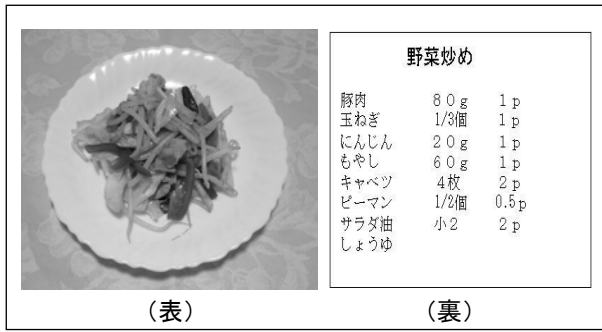 野菜炒め
豚肉 80g 1p
玉ねぎ 1/3個 1p
にんじん 20g 1p
もやし 60g 1p
キャベツ 4枚 2p
ピーマン 1/2個 0.5p
サラダ油 小2 2p
しょうゆ
(表) (裏)